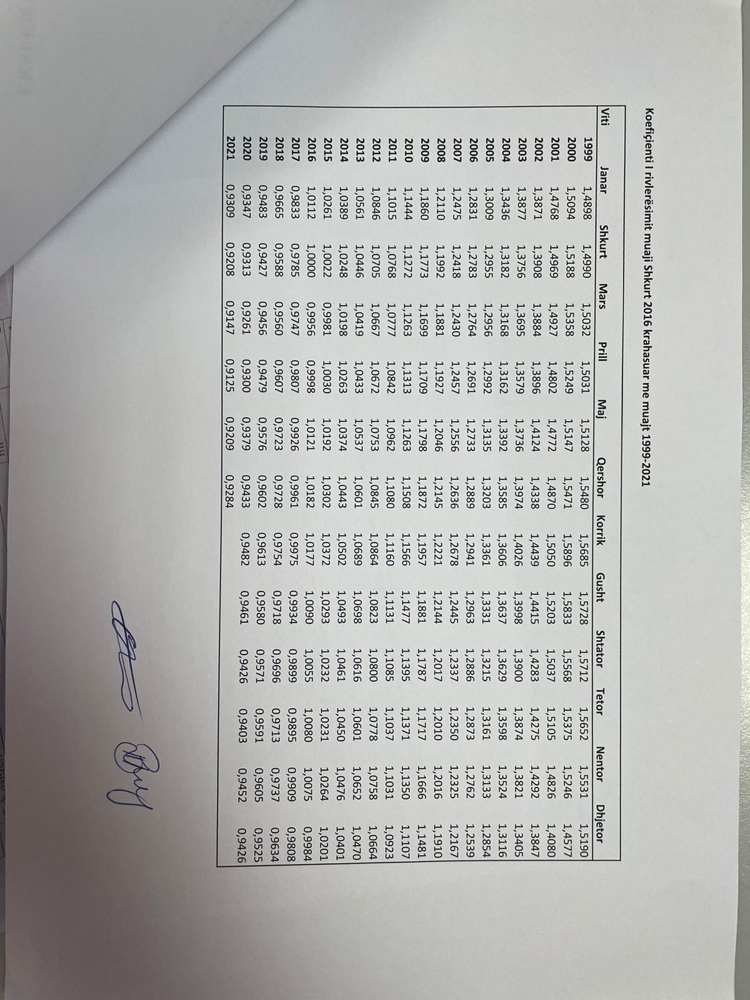 Koefiçienti I rivlerësimit muaji Shkurt 2016 krahasuar me muajt 1999-2021
Viti Janar Shkurt Mars Prill Maj Qershor Korrik Gusht Shtator Tetor Nentor Dhjetor
1999 1,4898 1,4990 1,5032 1,5031 1,5128 1,5480 1,5685 1,5728 1,5712 1,5652 1,5531 1,5190
2000 1,5094 1,5188 1,5358 1,5249 1,5147 1,5471 1,5896 1,5833 1,5568 1,5375 1,5246 1,4577
2001 1,4768 1,4969 1,4927 1,4802 1,4772 1,4870 1,5050 1,5203 1,5037 1,5105 1,4826 1,4080
2002 1,3871 1,3908 1,3884 1,3896 1,4124 1,4338 1,4439 1,4415 1,4283 1,4275 1,4292 1,3847
2003 1,3877 1,3756 1,3695 1,3579 1,3736 1,3974 1,4026 1,3998 1,3900 1,3874 1,3821 1,3405
2004 1,3436 1,3182 1,3168 1,3162 1,3392 1,3585 1,3606 1,3637 1,3629 1,3598 1,3524 1,3116
2005 1,3009 1,2955 1,2956 1,2992 1,3135 1,3203 1,3361 1,3331 1,3215 1,3161 1,3133 1,2854
2006 1,2831 1,2783 1,2764 1,2691 1,2733 1,2889 1,2941 1,2963 1,2886 1,2873 1,2762 1,2539
2007 1,2475 1,2418 1,2430 1,2457 1,2556 1,2636 1,2678 1,2445 1,2337 1,2350 1,2325 1,2167
2008 1,2110 1,1992 1,1881 1,1927 1,2046 1,2145 1,2221 1,2144 1,2017 1,2010 1,2016 1,1910
2009 1,1860 1,1773 1,1699 1,1709 1,1798 1,1872 1,1957 1,1881 1,1787 1,1717 1,1666 1,1481
2010 1,1444 1,1272 1,1263 1,1313 1,1263 1,1508 1,1566 1,1477 1,1395 1,1371 1,1350 1,1107
2011 1,1015 1,0768 1,0777 1,0842 1,0962 1,1080 1,1160 1,1131 1,1085 1,1037 1,1031 1,0923
2012 1,0846 1,0705 1,0667 1,0672 1,0753 1,0845 1,0864 1,0823 1,0800 1,0778 1,0758 1,0664
2013 1,0561 1,0446 1,0419 1,0433 1,0537 1,0601 1,0689 1,0698 1,0616 1,0601 1,0652 1,0470
2014 1,0389 1,0248 1,0198 1,0263 1,0374 1,0443 1,0502 1,0493 1,0461 1,0450 1,0476 1,0401
2015 1,0261 1,0022 0,9981 1,0030 1,0192 1,0302 1,0372 1,0293 1,0232 1,0231 1,0264 1,0201
2016 1,0112 1,0000 0,9956 0,9998 1,0121 1,0182 1,0177 1,0090 1,0055 1,0080 1,0075 0,9984
2017 0,9833 0,9785 0,9747 0,9807 0,9926 0,9961 0,9975 0,9934 0,9899 0,9895 0,9909 0,9808
2018 0,9665 0,9588 0,9560 0,9607 0,9723 0,9728 0,9754 0,9718 0,9696 0,9713 0,9737 0,9634
2019 0,9483 0,9427 0,9456 0,9479 0,9576 0,9602 0,9613 0,9580 0,9571 0,9591 0,9605 0,9525
2020 0,9347 0,9313 0,9261 0,9300 0,9379 0,9433 0,9482 0,9461 0,9426 0,9403 0,9452 0,9426
2021 0,9309 0,9208 0,9147 0,9125 0,9209 0,9284